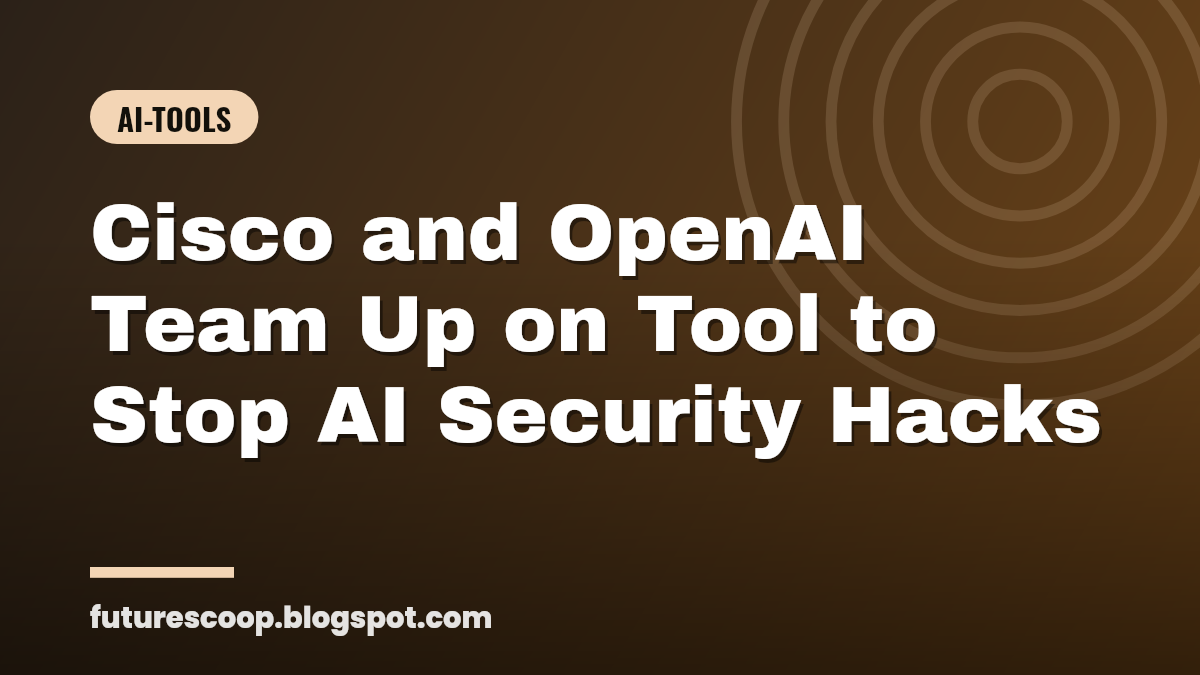 AI-TOOLS
Cisco and OpenAI
Team Up on Tool to
Stop AI Security Hacks
futurescoop.blogspot.com